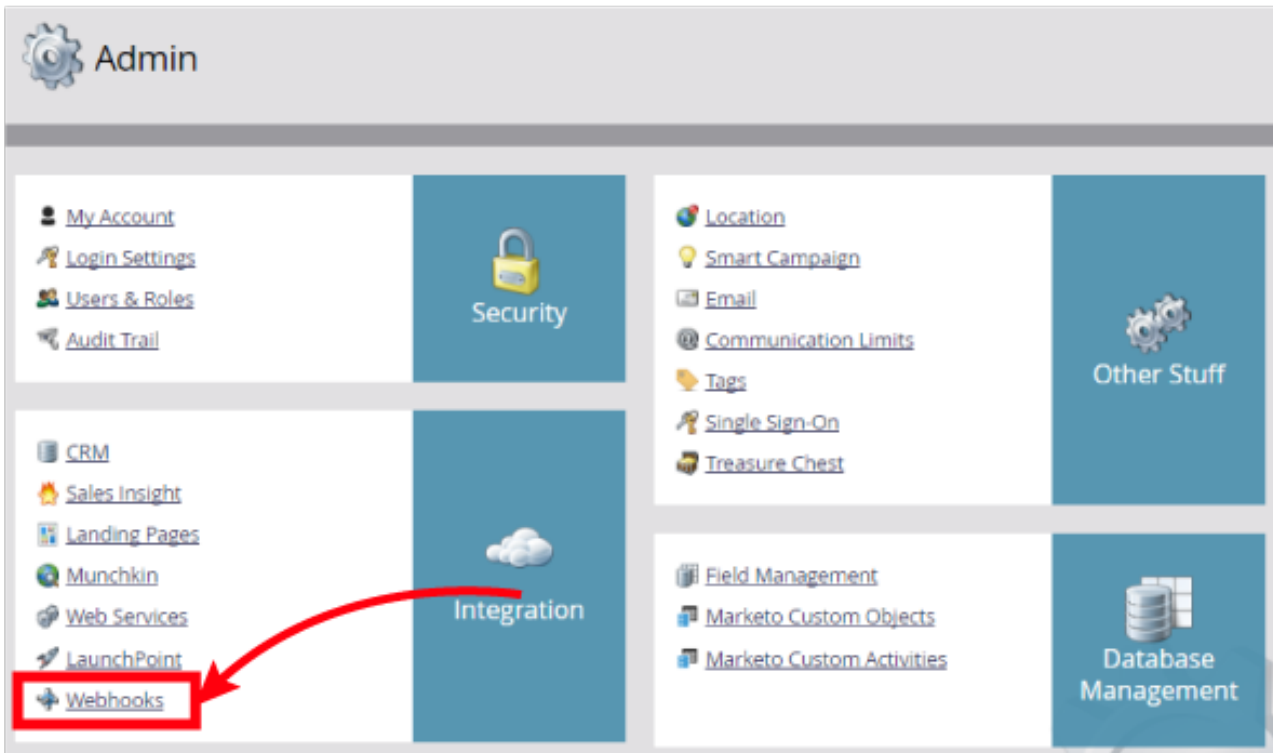 Admin
My Account
Login Settings
Users & Roles
Audit Trail
Security
CRM
Sales Insight
Landing Pages
Munchkin
Web Services
LaunchPoint
Webhooks
Integration
Location
Smart Campaign
Email
Communication Limits
Tags
Single Sign-On
Treasure Chest
Other Stuff
Field Management
Marketo Custom Objects
Marketo Custom Activities
Database
Management